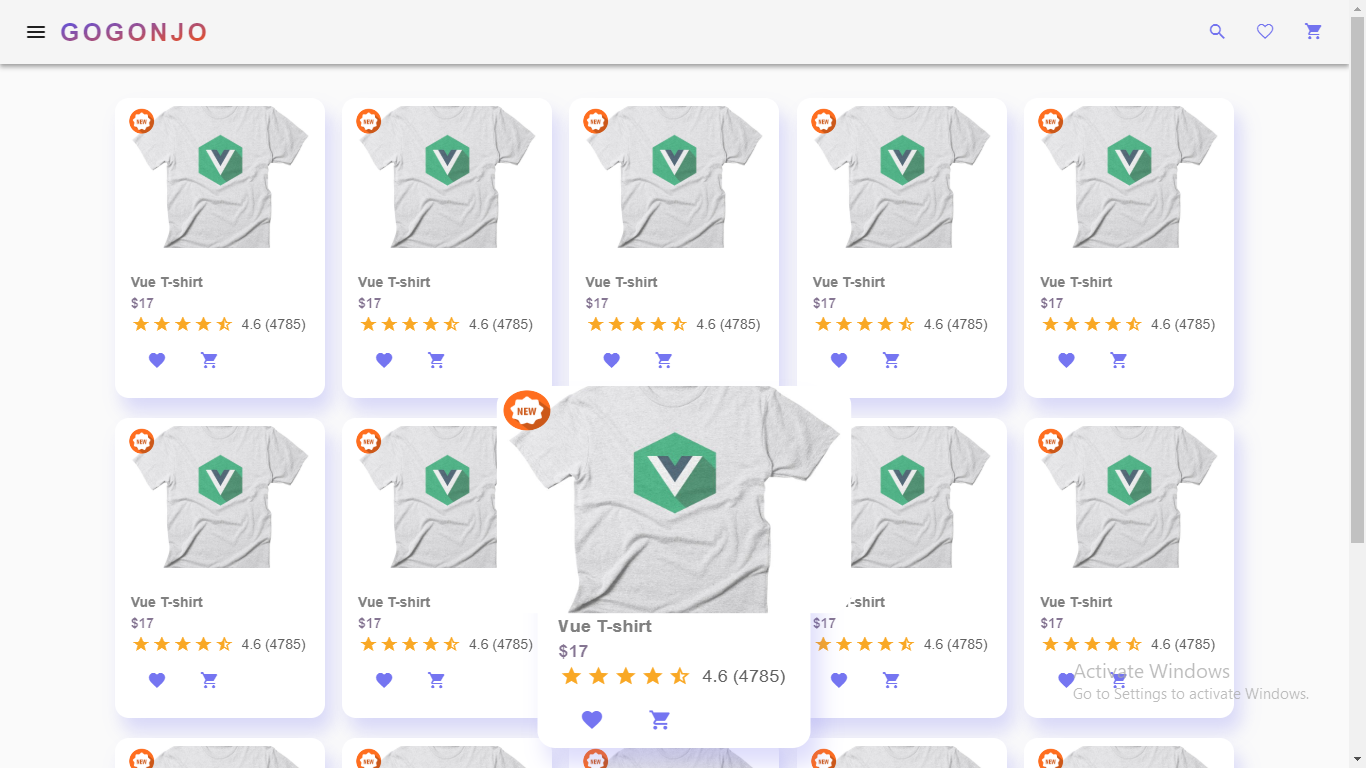 GOGONJO
NEW NEW NEW NEW NEW
Vue T-shirt Vue T-shirt Vue T-shirt Vue T-shirt Vue T-shirt
$17 $17 $17 $17 $17
4.6 (4785) 4.6 (4785) 4.6 (4785) 4.6 (4785) 4.6 (4785)
NEW NEW NEW NEW NEW
Vue T-shirt Vue T-shirt Vue T-shirt -shirt Vue T-shirt
$17 $17 $17 $17 $17
4.6 (4785) 4.6 (4785) 4.6 (4785) 4.6 (4785) 4.6 (4785)
Activate Windows
Go to Settings to activate Windows.
NEW NEW NEW NEW NEW